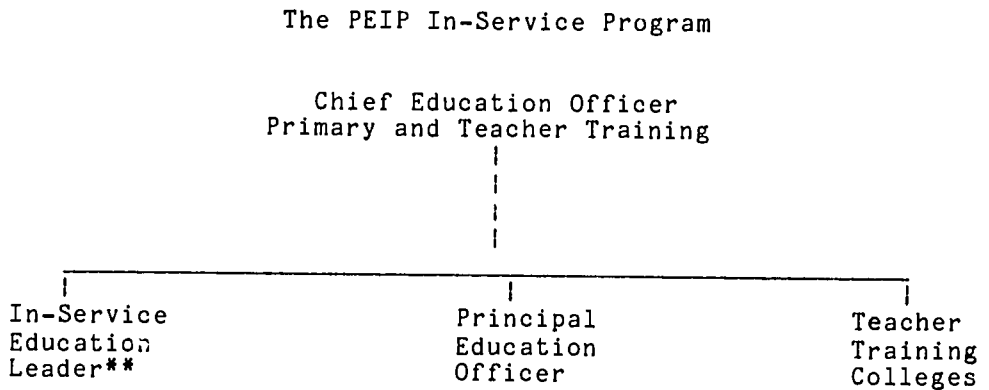 The PEIP In-Service Program
Chief Education Officer
Primary and Teacher Training
In-Service
Education
Leader**
Principal
Education
Officer
Teacher
Training
Colleges